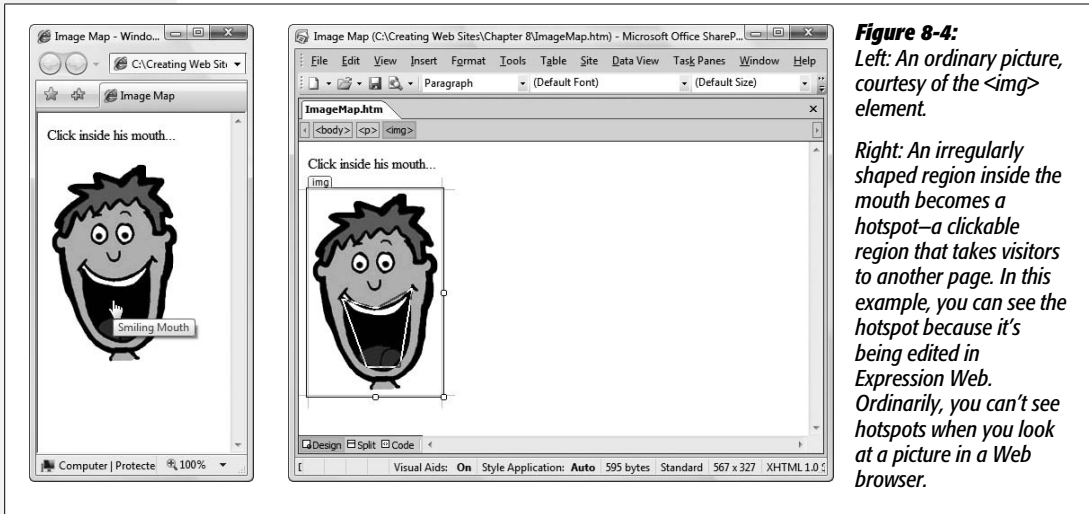 Image Map - Windo...
C:\Creating Web Site
Image Map
Click inside his mouth...
Smiling Mouth
Computer | Protecte
100%
Image Map (C:\Creating Web Sites\Chapter 8\ImageMap.htm) - Microsoft Office ShareP...
File Edit View Insert Format Tools Table Site Data View Task Panes Window Help
Paragraph (Default Font) (Default Size)
ImageMap.htm
<body> <p> <img>
Click inside his mouth...
img
Design Split Code
Visual Aids: On Style Application: Auto 595 bytes Standard 567 x 327 XHTML 1.0
Figure 8-4:
Left: An ordinary picture,
courtesy of the <img>
element.
Right: An irregularly
shaped region inside the
mouth becomes a
hotspot—a clickable
region that takes visitors
to another page. In this
example, you can see the
hotspot because it's
being edited in
Expression Web.
Ordinarily, you can't see
hotspots when you look
at a picture in a Web
browser.